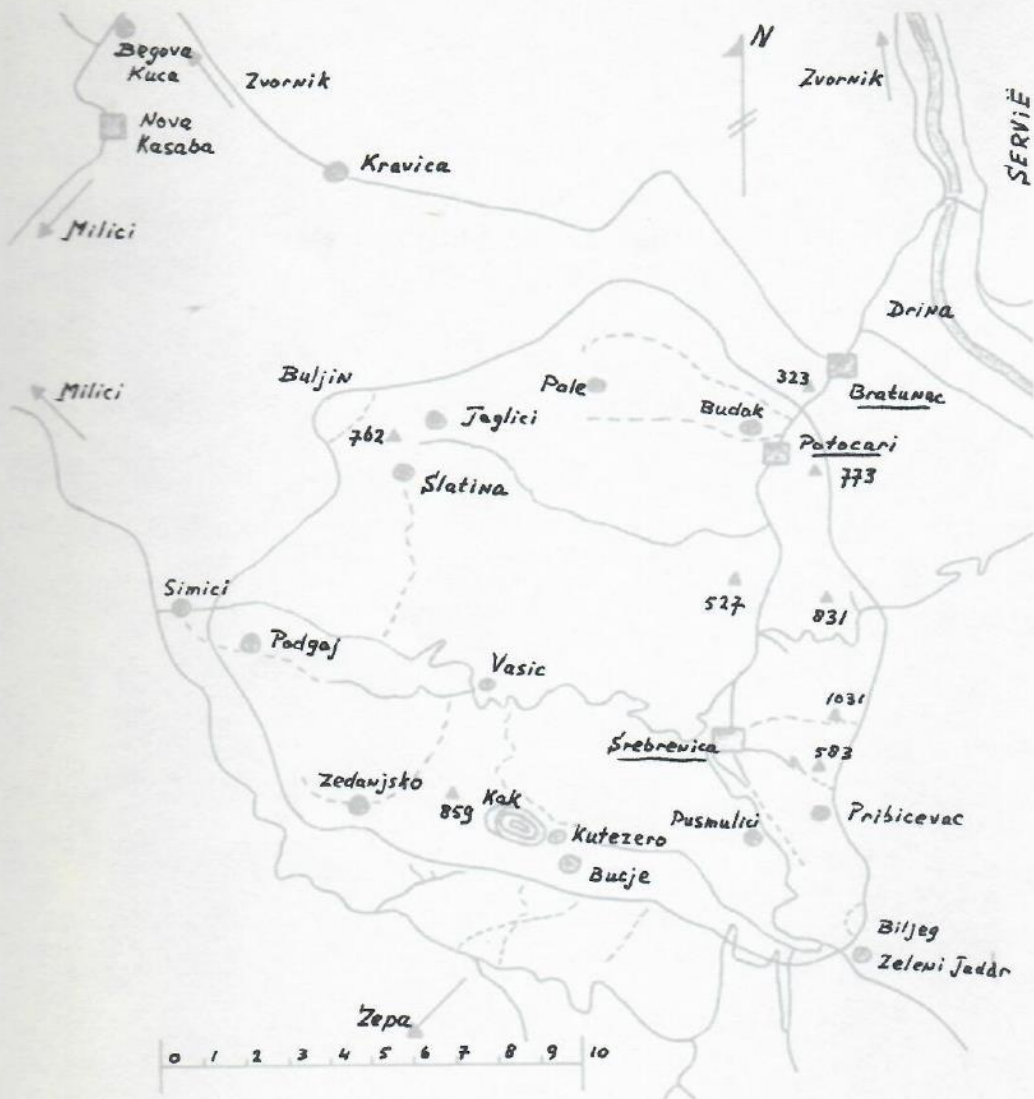 Begova
Kuca
Zvornik
N
Zvornik
SERVIË
Nova
Kasaba
Kravica
Milici
Drina
Buljin
Milici
Pale
323
Bratunac
Jaglici
Budak
762
Potocari
Slatina
773
Simici
527
831
Podgaj
Vasic
1031
Srebrenica
583
Zedanjsko
859
Kak
Pusmulici
Pribicevac
Kutezero
Bucje
Biljeg
Zeleni Jadar
Zepa
0 1 2 3 4 5 6 7 8 9 10